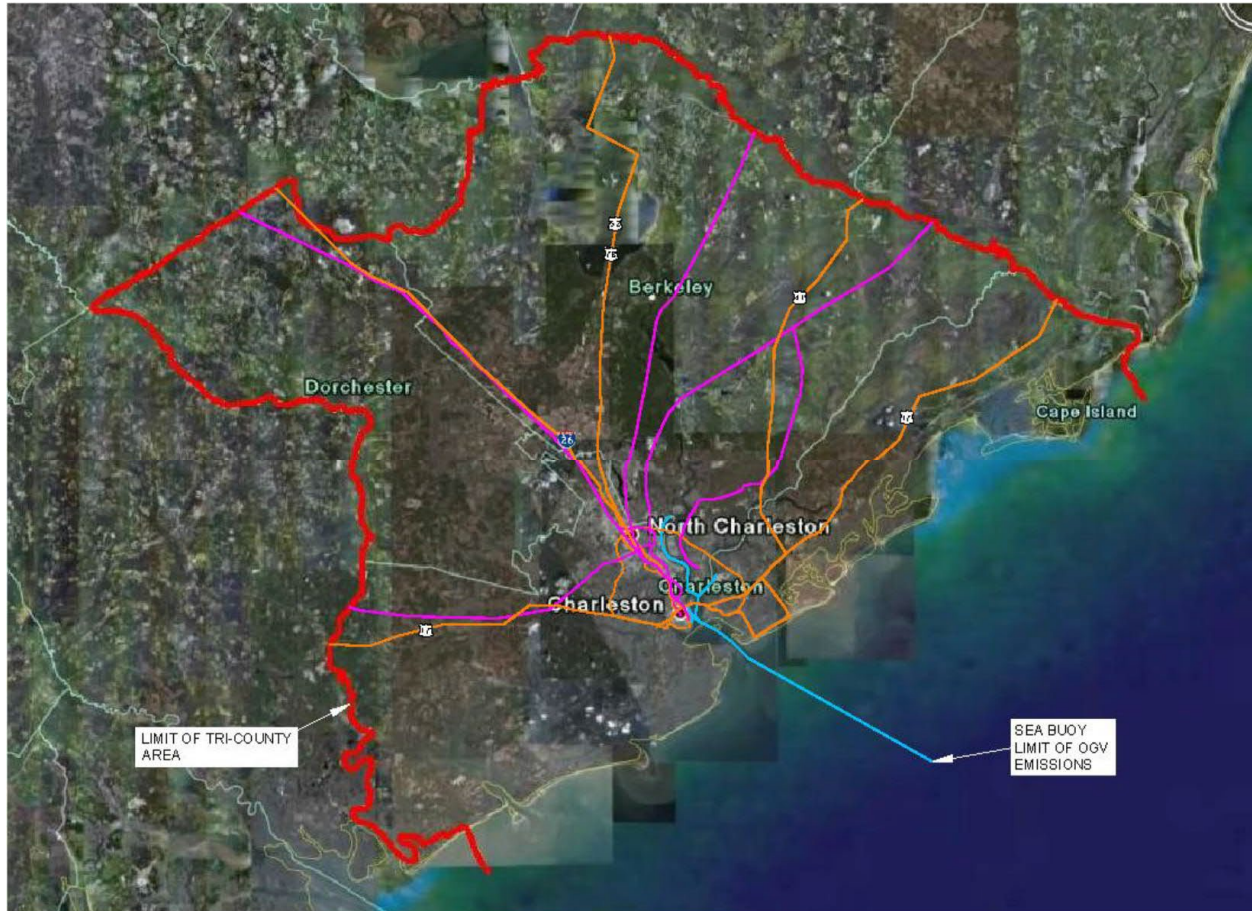 Berkeley
Dorchester
Cape Island
17
26
North Charleston
Charleston
Charleston
17
LIMIT OF TRI-COUNTY
AREA
SEA BUOY
LIMIT OF OGV
EMISSIONS